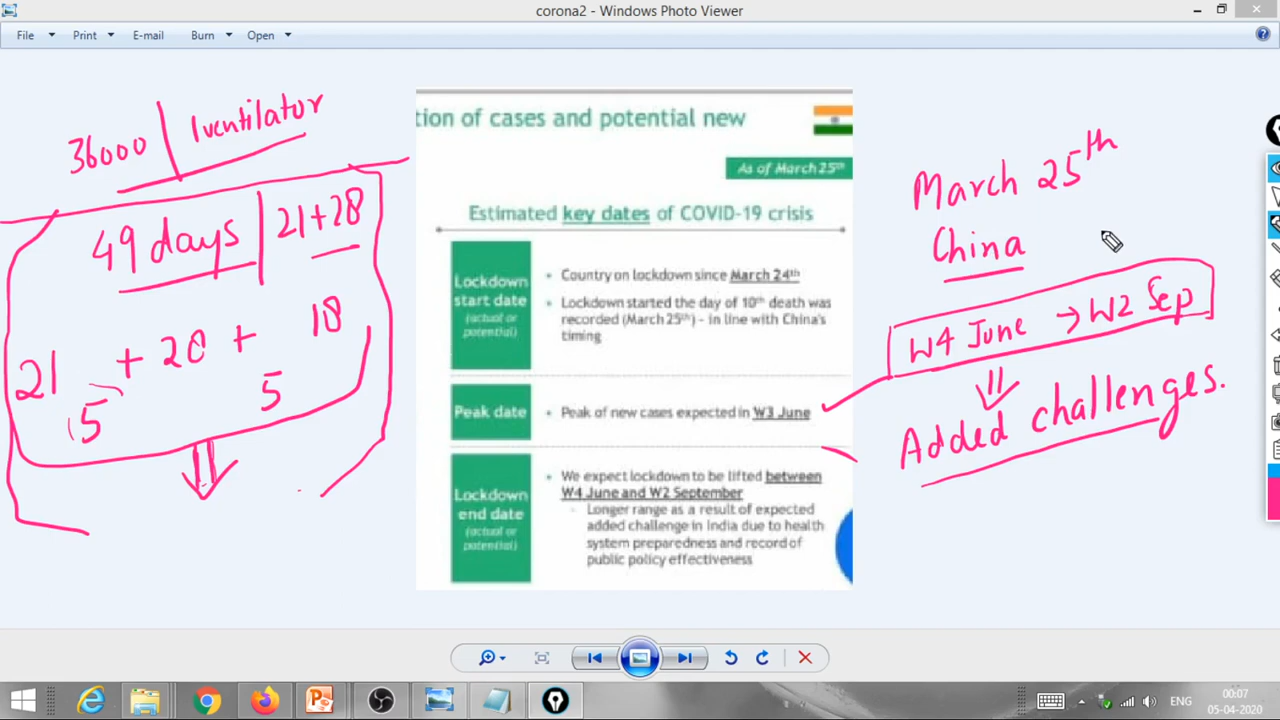 corona2 - Windows Photo Viewer
File Print E-mail Burn Open
36000 | 1 ventilator
49 days | 21+28
21 + 28 + 18
5 5
tion of cases and potential new
As of March 25th
Estimated key dates of COVID-19 crisis
Lockdown
start date
(actual or
potential)
• Country on lockdown since March 24th
• Lockdown started the day of 10th death was
recorded (March 25th) - in line with China's
timing
Peak date
• Peak of new cases expected in W3 June
Lockdown
end date
(actual or
potential)
• We expect lockdown to be lifted between
W4 June and W2 September
- Longer range as a result of expected
added challenge in India due to health
system preparedness and record of
public policy effectiveness
March 25th
China
W4 June → W2 Sep
Added challenges.
ENG
00:07
05-04-2020